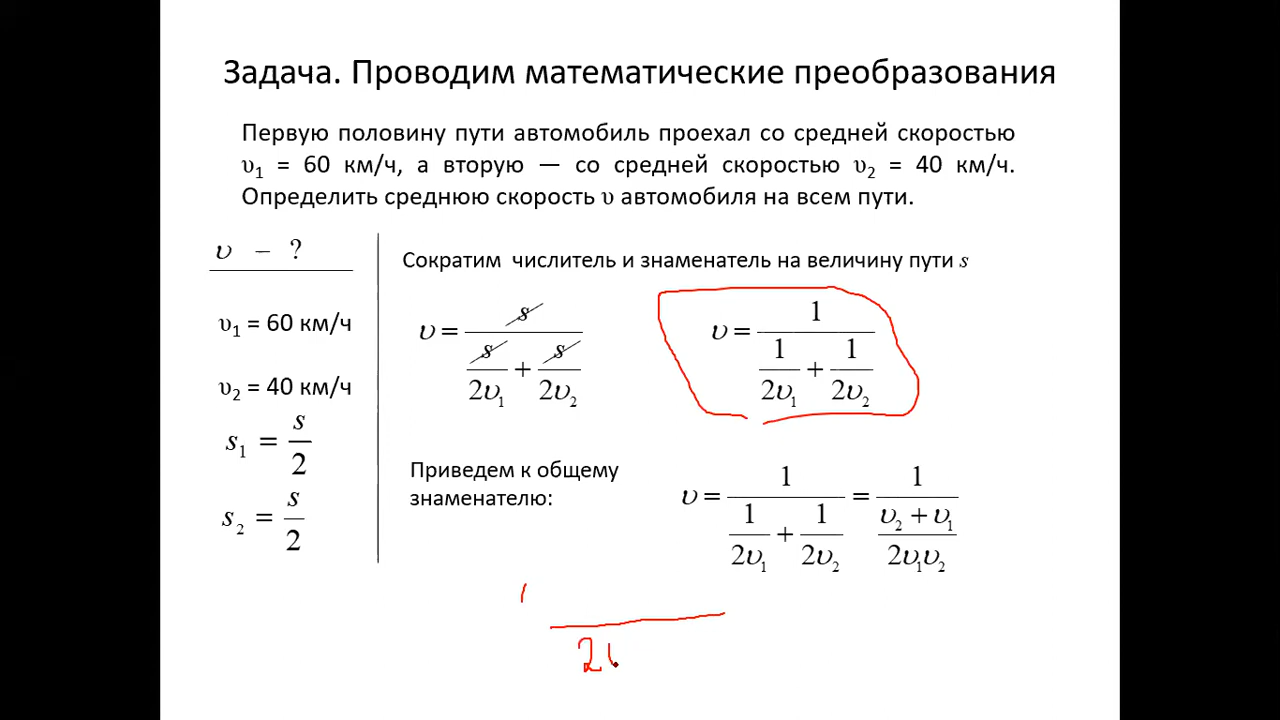 Задача. Проводим математические преобразования
Первую половину пути автомобиль проехал со средней скоростью
υ₁ = 60 км/ч, а вторую — со средней скоростью υ₂ = 40 км/ч.
Определить среднюю скорость υ автомобиля на всем пути.
υ – ?
υ₁ = 60 км/ч
υ₂ = 40 км/ч
s₁ = s/2
s₂ = s/2
Сократим числитель и знаменатель на величину пути s
υ = s/(s/2υ₁ + s/2υ₂)
υ = 1/(1/2υ₁ + 1/2υ₂)
Приведем к общему
знаменателю:
υ = 1/(1/2υ₁ + 1/2υ₂) = 1/((υ₂ + υ₁)/2υ₁υ₂)
2